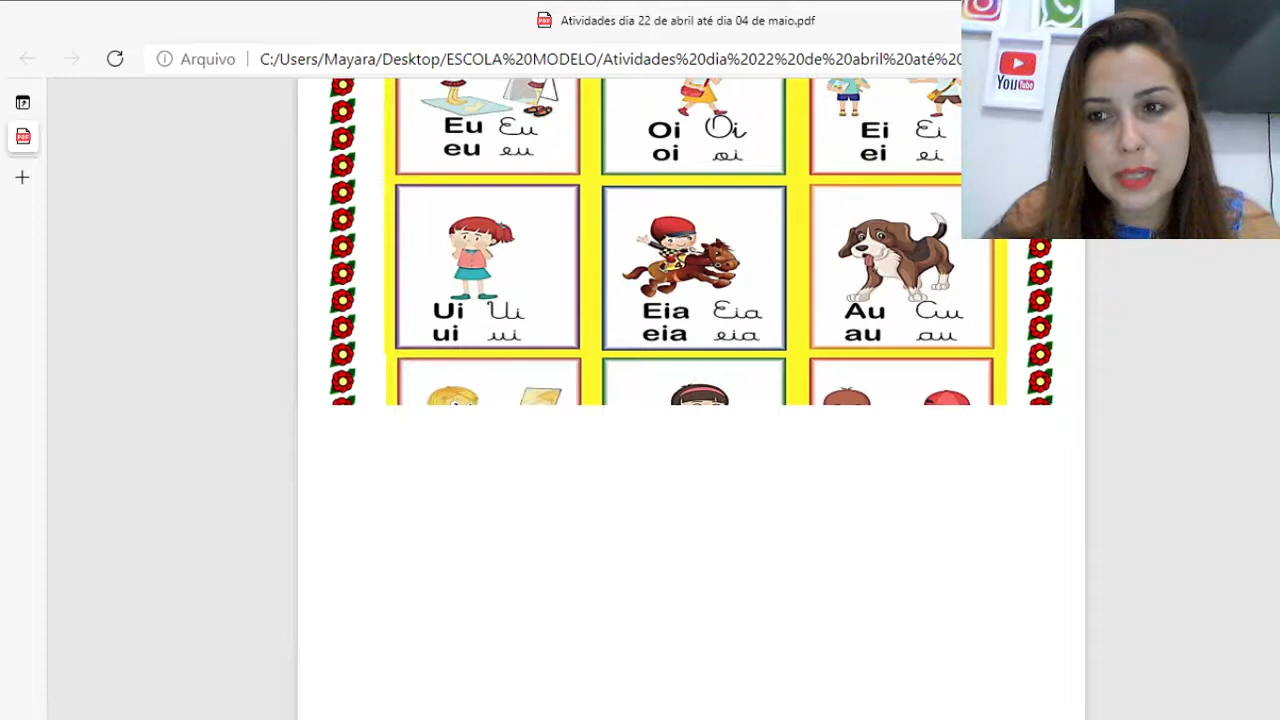 Atividades dia 22 de abril até dia 04 de maio.pdf
Arquivo
C:/Users/Mayara/Desktop/ESCOLA%20MODELO/Atividades%20dia%2022%20de%20abril%20até%20
YouTube
Eu Eu
eu eu
Oi Oi
oi oi
Ei Ei
ei ei
Ui Ui
ui ui
Eia Eia
eia eia
Au Au
au au